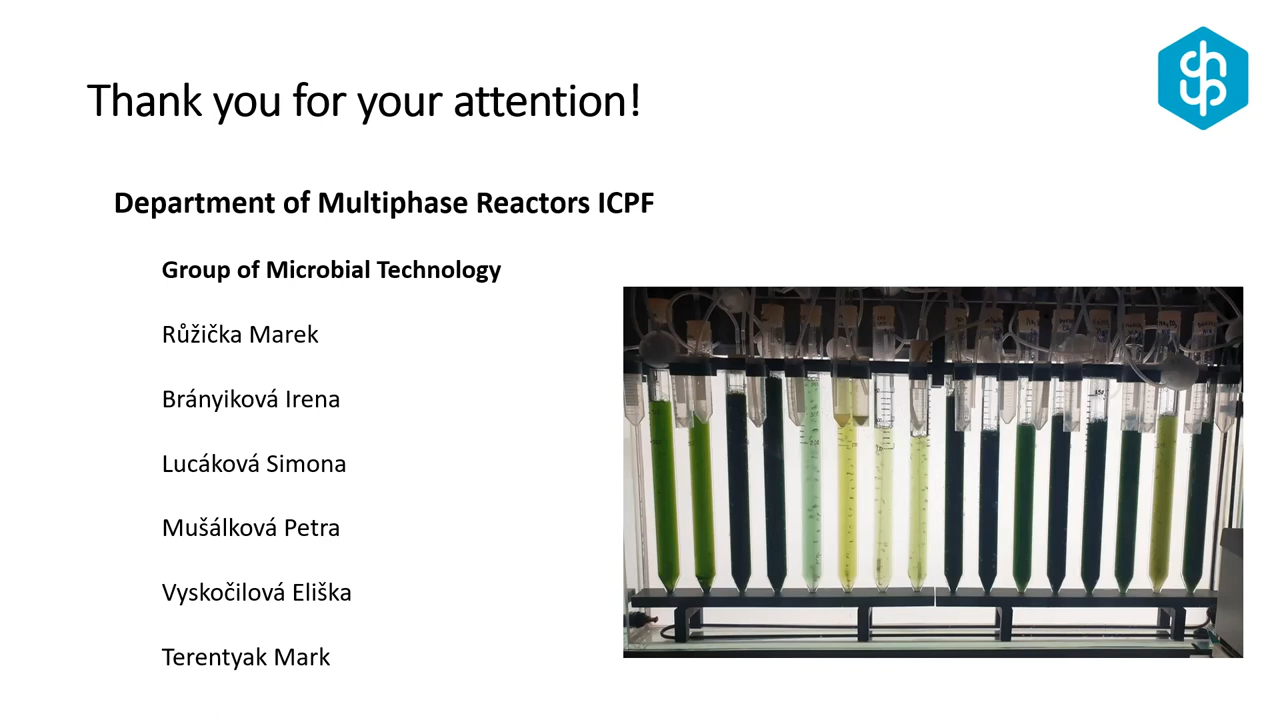 Thank you for your attention!
Department of Multiphase Reactors ICPF
Group of Microbial Technology
Růžička Marek
Brányiková Irena
Lucáková Simona
Mušálková Petra
Vyskočilová Eliška
Terentyak Mark